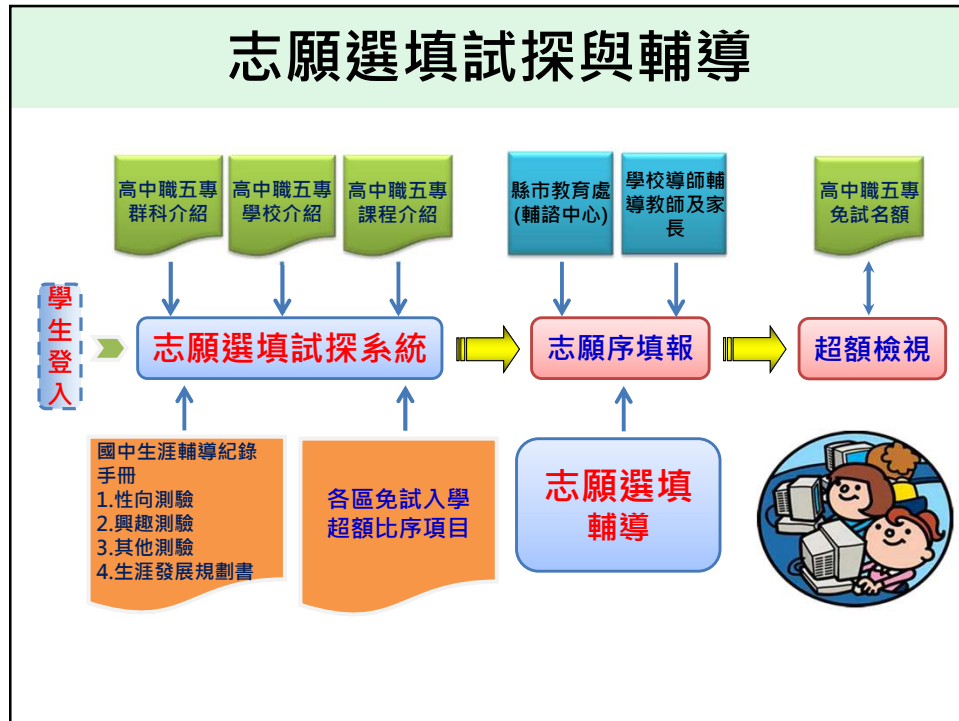 志願選填試探與輔導
高中職五專
群科介紹
高中職五專
學校介紹
高中職五專
課程介紹
縣市教育處
(輔諮中心)
學校導師輔
導教師及家
長
高中職五專
免試名額
學
生
登
入
志願選填試探系統
志願序填報
超額檢視
國中生涯輔導紀錄
手冊
1.性向測驗
2.興趣測驗
3.其他測驗
4.生涯發展規劃書
各區免試入學
超額比序項目
志願選填
輔導